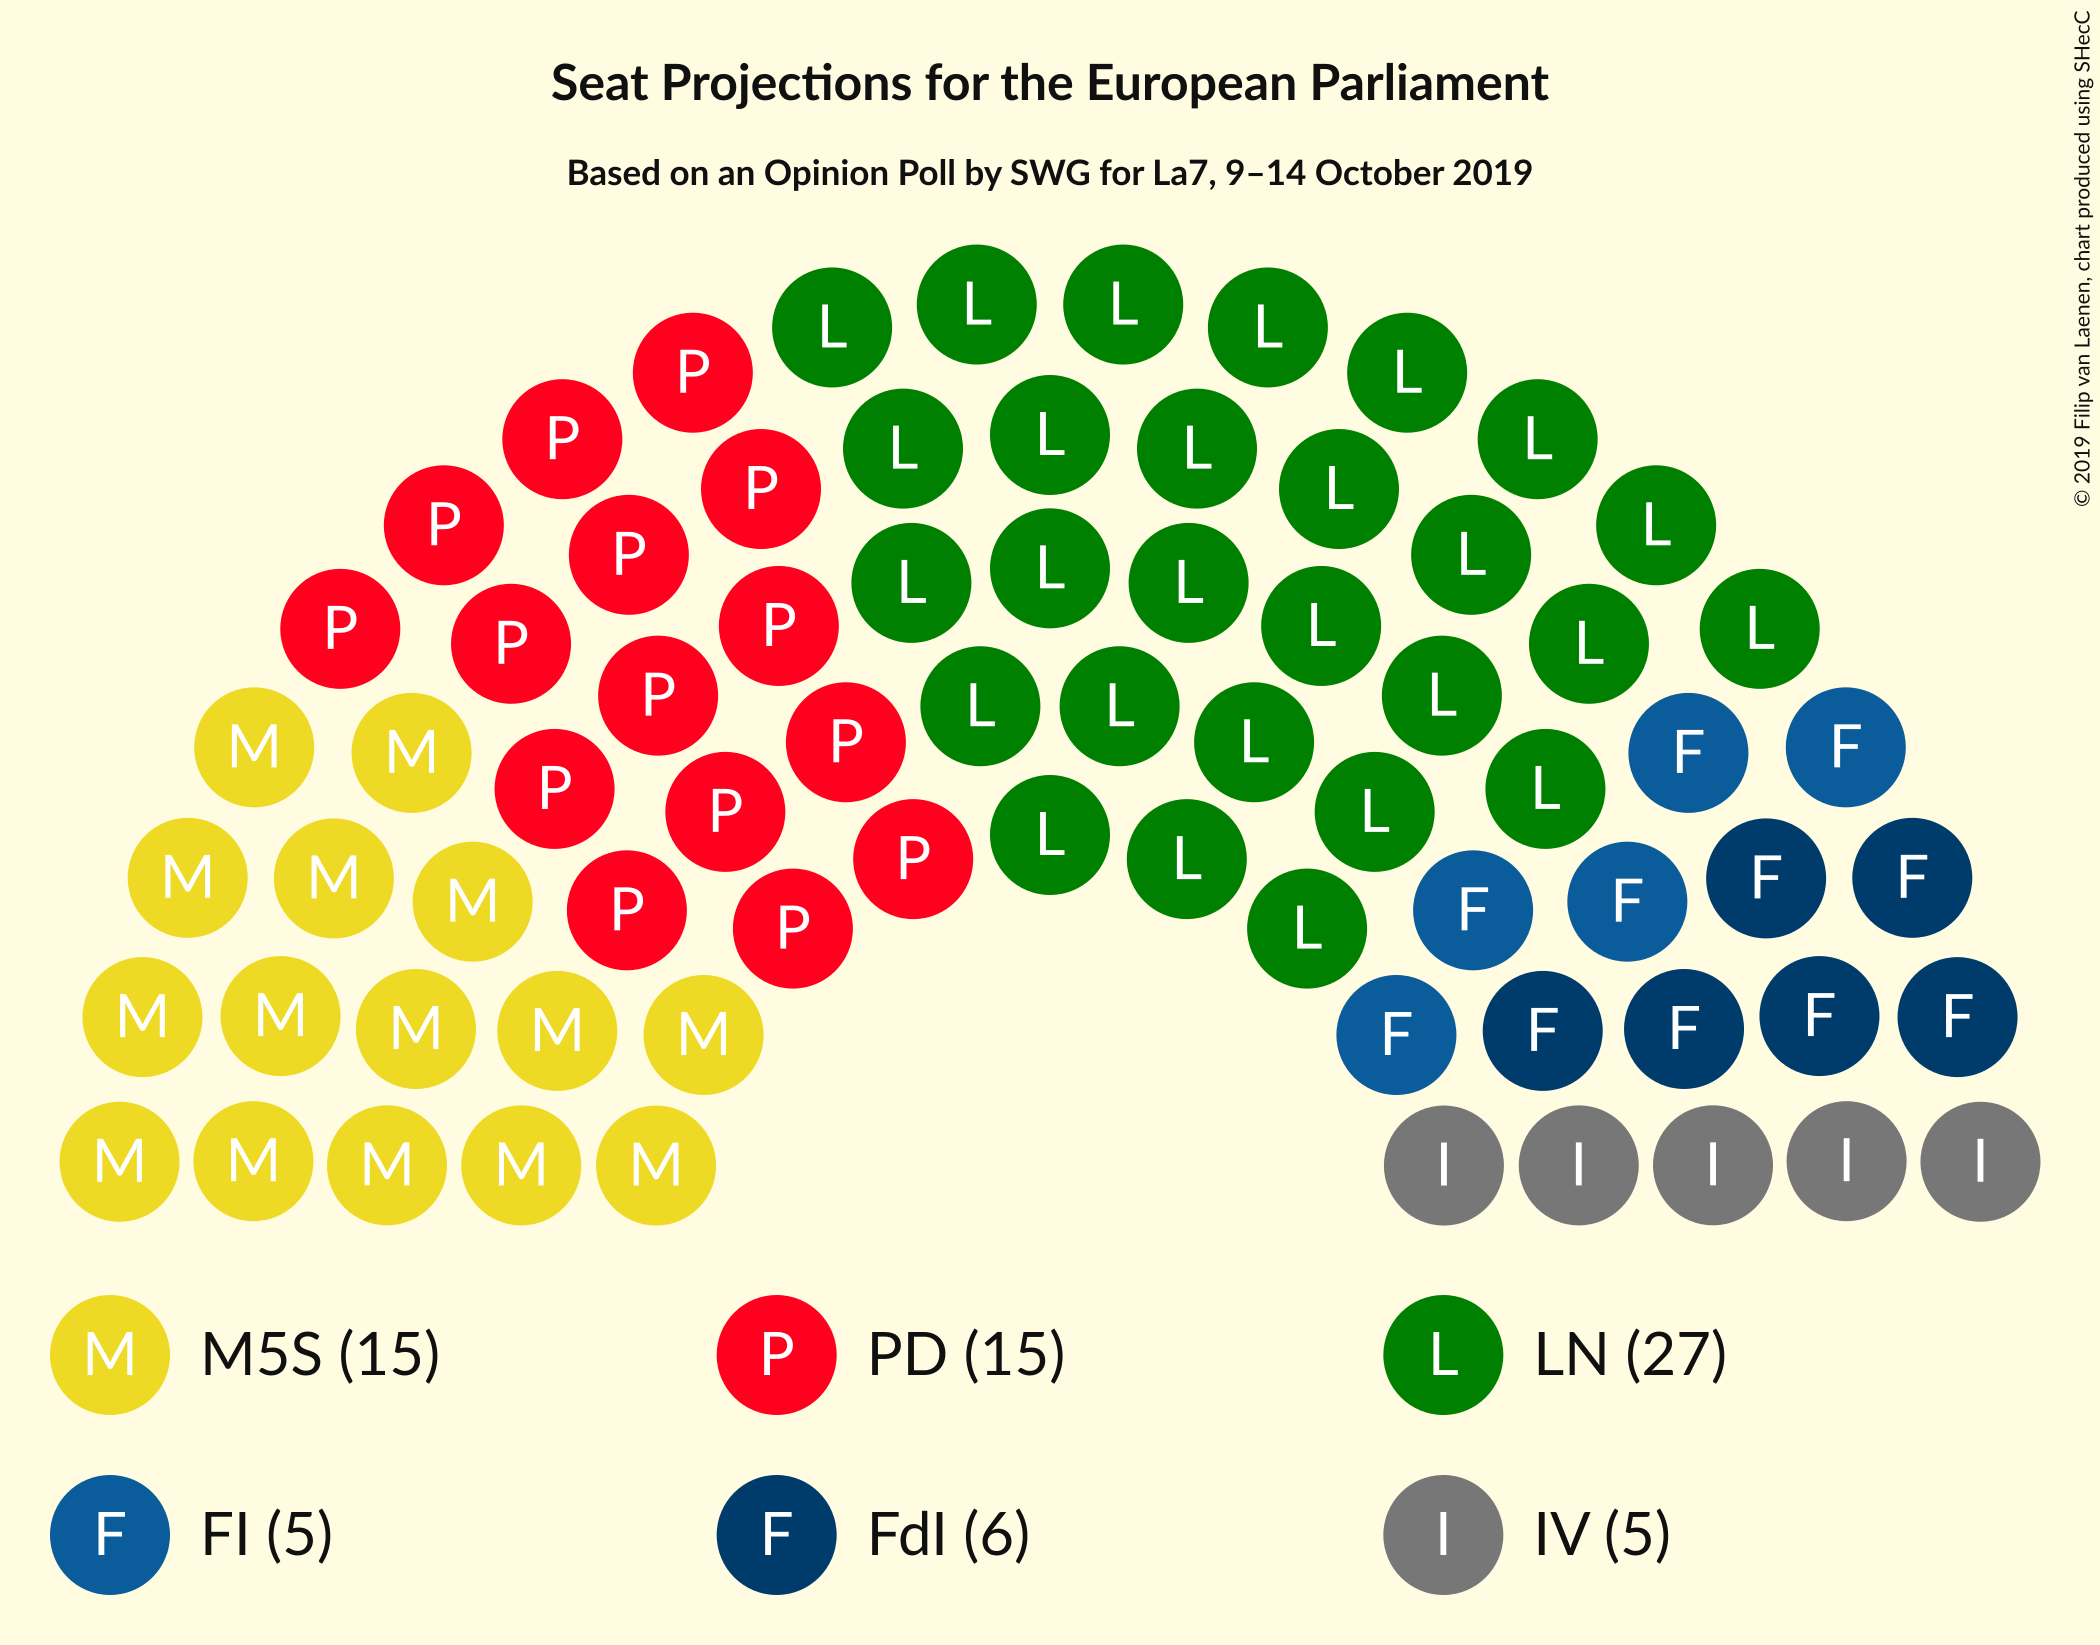 Seat Projections for the European Parliament
Based on an Opinion Poll by SWG for La7, 9–14 October 2019
© 2019 Filip van Laenen, chart produced using SHecC
L L L L
P L
P L L L L
P P L
P L
P L
P L L L
P L
P L
P L
P L L
P L
M M F F
P L
P L
L
P L
M M F F
M F
P F
P L
M M F F
M M F F
M M F F
M M M M M I I I I I
M M5S (15)
P PD (15)
L LN (27)
F FI (5)
F FdI (6)
I IV (5)